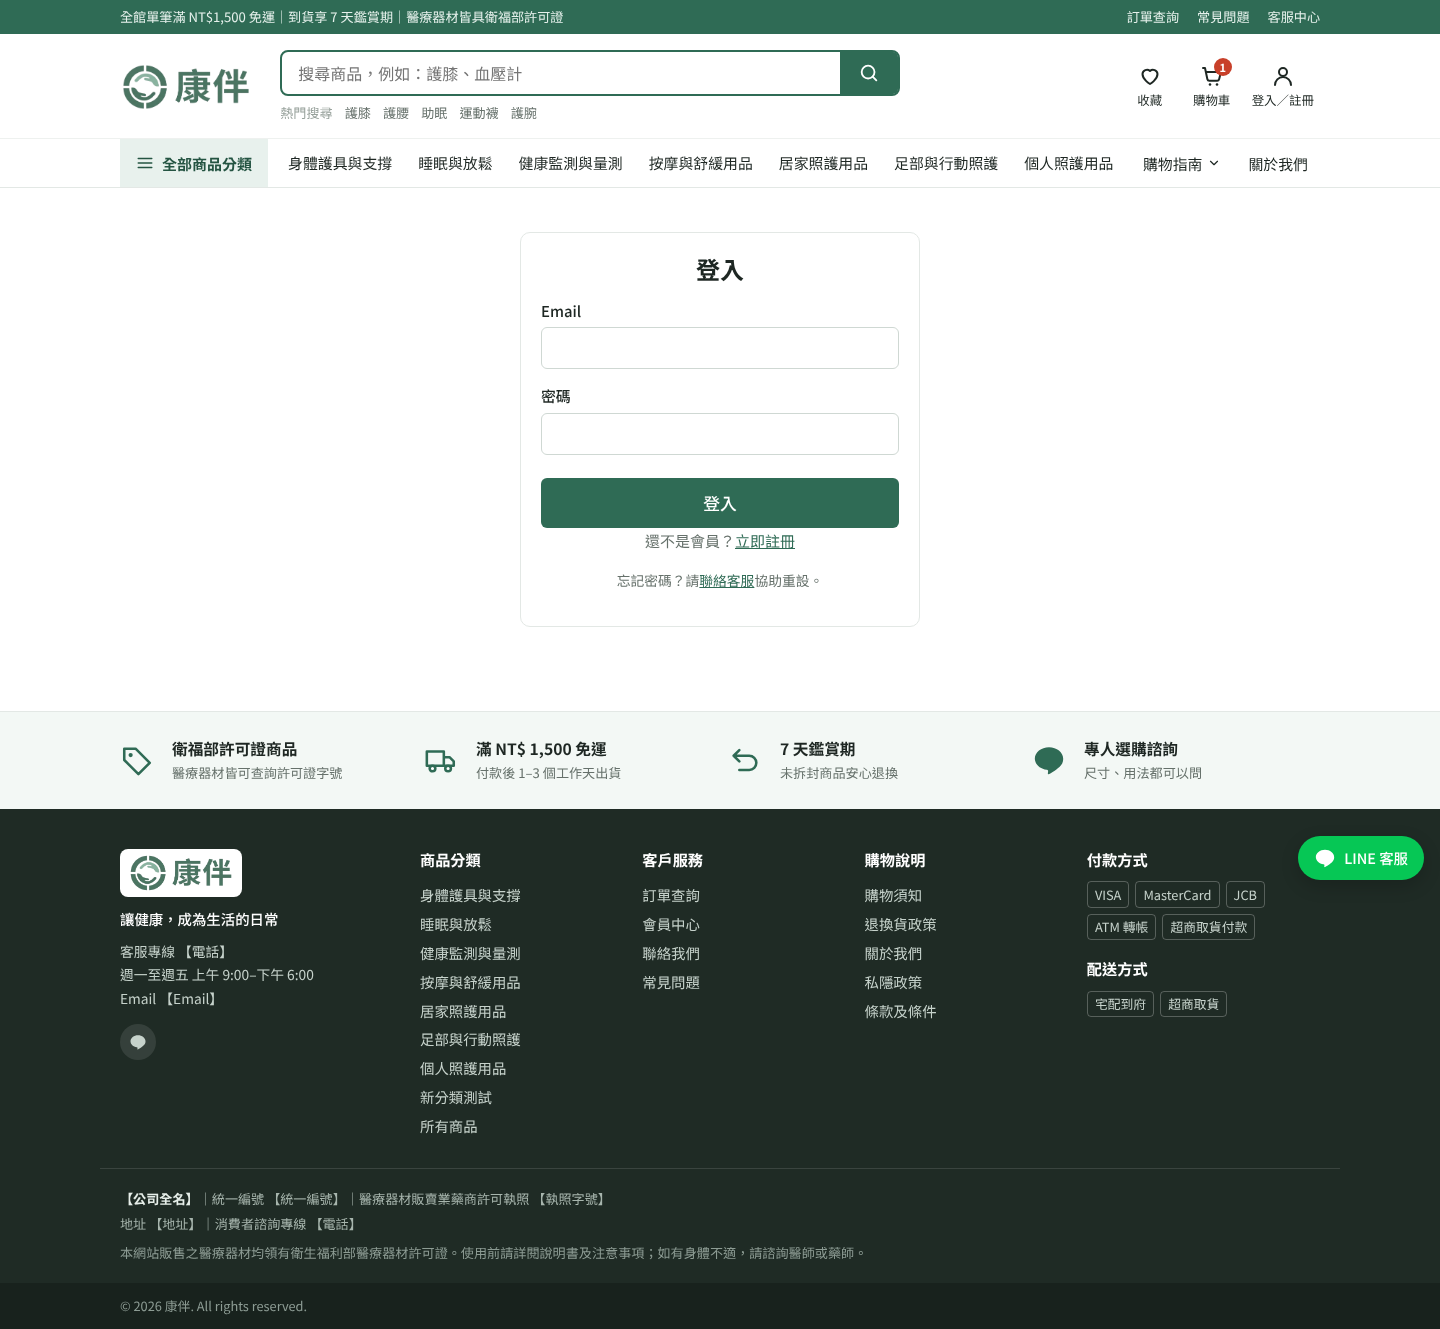 全館單筆滿 NT$1,500 免運｜到貨享 7 天鑑賞期｜醫療器材皆具衛福部許可證
訂單查詢 常見問題 客服中心
康伴
搜尋商品，例如：護膝、血壓計
熱門搜尋 護膝 護腰 助眠 運動襪 護腕
1
收藏 購物車 登入／註冊
全部商品分類 身體護具與支撐 睡眠與放鬆 健康監測與量測 按摩與舒緩用品 居家照護用品 足部與行動照護 個人照護用品 購物指南 關於我們
登入
Email
密碼
登入
還不是會員？立即註冊
忘記密碼？請聯絡客服協助重設。
衛福部許可證商品
醫療器材皆可查詢許可證字號
滿 NT$ 1,500 免運
付款後 1–3 個工作天出貨
7 天鑑賞期
未拆封商品安心退換
專人選購諮詢
尺寸、用法都可以問
康伴
讓健康，成為生活的日常
客服專線 【電話】
週一至週五 上午 9:00–下午 6:00
Email 【Email】
商品分類
身體護具與支撐
睡眠與放鬆
健康監測與量測
按摩與舒緩用品
居家照護用品
足部與行動照護
個人照護用品
新分類測試
所有商品
客戶服務
訂單查詢
會員中心
聯絡我們
常見問題
購物說明
購物須知
退換貨政策
關於我們
私隱政策
條款及條件
付款方式
VISA MasterCard JCB
ATM 轉帳 超商取貨付款
配送方式
宅配到府 超商取貨
LINE 客服
【公司全名】｜統一編號 【統一編號】｜醫療器材販賣業藥商許可執照 【執照字號】
地址 【地址】｜消費者諮詢專線 【電話】
本網站販售之醫療器材均領有衛生福利部醫療器材許可證。使用前請詳閱說明書及注意事項；如有身體不適，請諮詢醫師或藥師。
© 2026 康伴. All rights reserved.